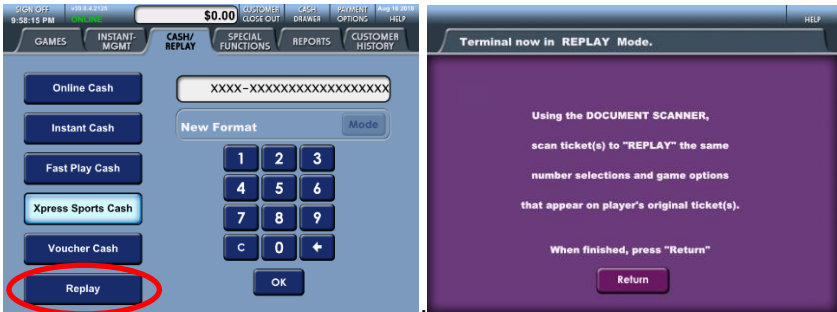 SIGN OFF v30.0.4.2125 CUSTOMER CASH PAYMENT Aug 16 2018
9:58:15 PM ONLINE $0.00 CLOSE OUT DRAWER OPTIONS HELP
GAMES INSTANT- CASH/ SPECIAL REPORTS CUSTOMER
MGMT REPLAY FUNCTIONS HISTORY
Online Cash
XXXX-XXXXXXXXXXXXXXXXXX
Instant Cash
New Format Mode
Fast Play Cash
1 2 3
Xpress Sports Cash
4 5 6
7 8 9
Voucher Cash
C 0
Replay
OK
HELP
Terminal now in REPLAY Mode.
Using the DOCUMENT SCANNER,
scan ticket(s) to "REPLAY" the same
number selections and game options
that appear on player's original ticket(s).
When finished, press "Return"
Return